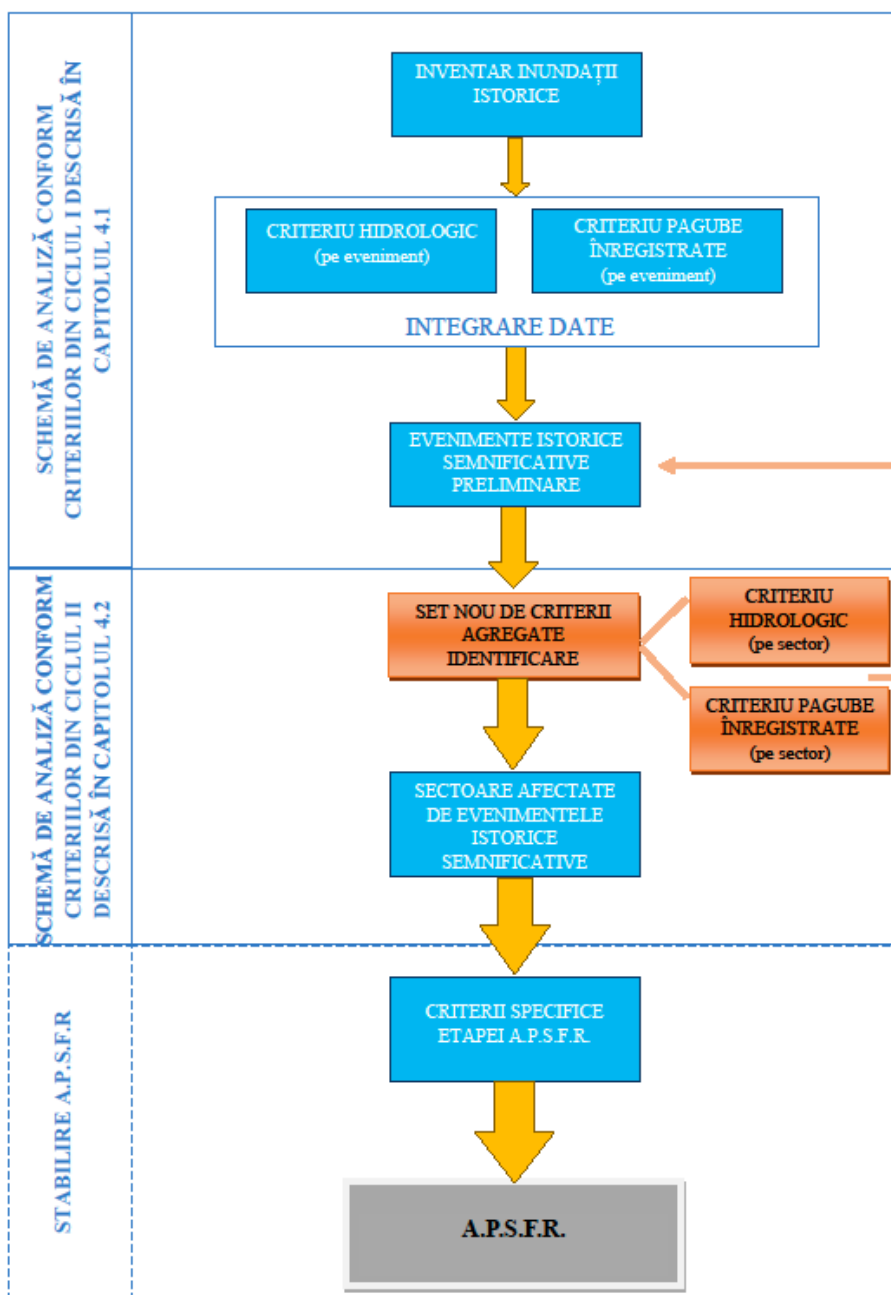 SCHEMĂ DE ANALIZĂ CONFORM
CRITERIILOR DIN CICLUL I DESCRISĂ ÎN
CAPITOLUL 4.1
INVENTAR INUNDAȚII
ISTORICE
CRITERIU HIDROLOGIC
(pe eveniment)
CRITERIU PAGUBE
ÎNREGISTRATE
(pe eveniment)
INTEGRARE DATE
EVENIMENTE ISTORICE
SEMNIFICATIVE
PRELIMINARE
SCHEMĂ DE ANALIZĂ CONFORM
CRITERIILOR DIN CICLUL II
DESCRISĂ ÎN CAPITOLUL 4.2
SET NOU DE CRITERII
AGREGATE
IDENTIFICARE
CRITERIU
HIDROLOGIC
(pe sector)
CRITERIU PAGUBE
ÎNREGISTRATE
(pe sector)
SECTOARE AFECTATE
DE EVENIMENTELE
ISTORICE
SEMNIFICATIVE
STABILIRE A.P.S.F.R
CRITERII SPECIFICE
ETAPEI A.P.S.F.R.
A.P.S.F.R.